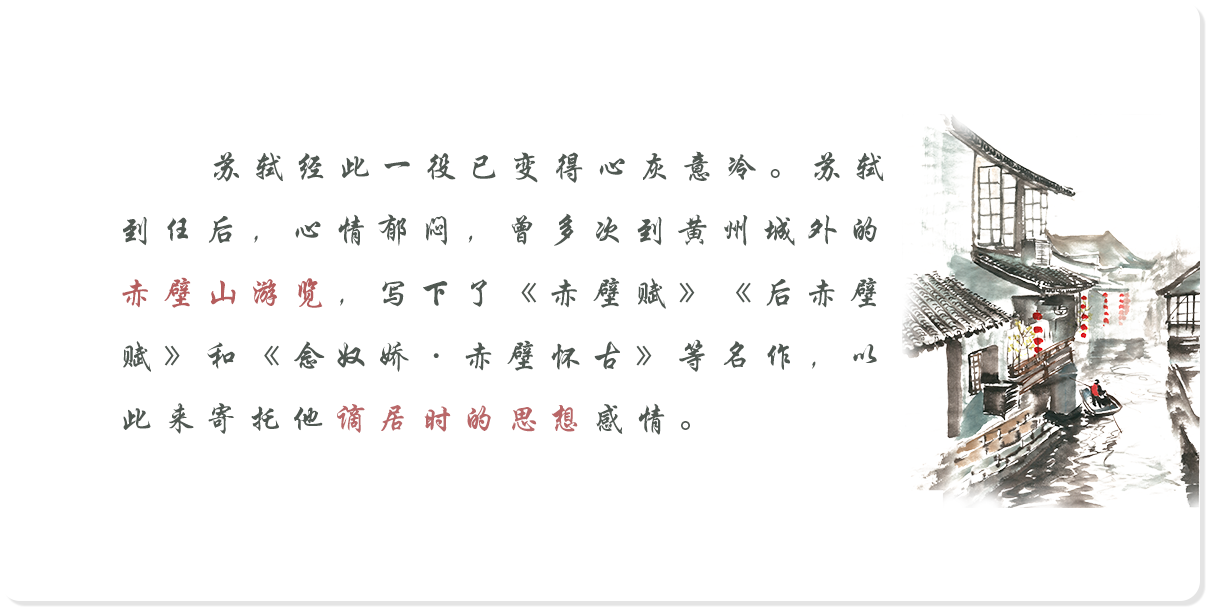 苏轼经此一役已变得心灰意冷。苏轼
到任后，心情郁闷，曾多次到黄州城外的
赤壁山游览，写下了《赤壁赋》《后赤壁
赋》和《念奴娇·赤壁怀古》等名作，以
此来寄托他谪居时的思想感情。